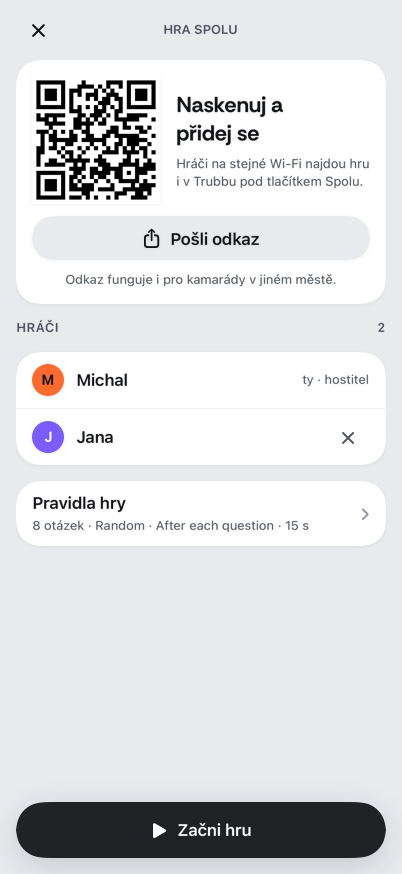 HRA SPOLU
Naskenuj a
přidej se
Hráči na stejné Wi-Fi najdou hru
i v Trubbu pod tlačítkem Spolu.
Pošli odkaz
Odkaz funguje i pro kamarády v jiném městě.
HRÁČI 2
M Michal ty · hostitel
J Jana
Pravidla hry
8 otázek · Random · After each question · 15 s
Začni hru